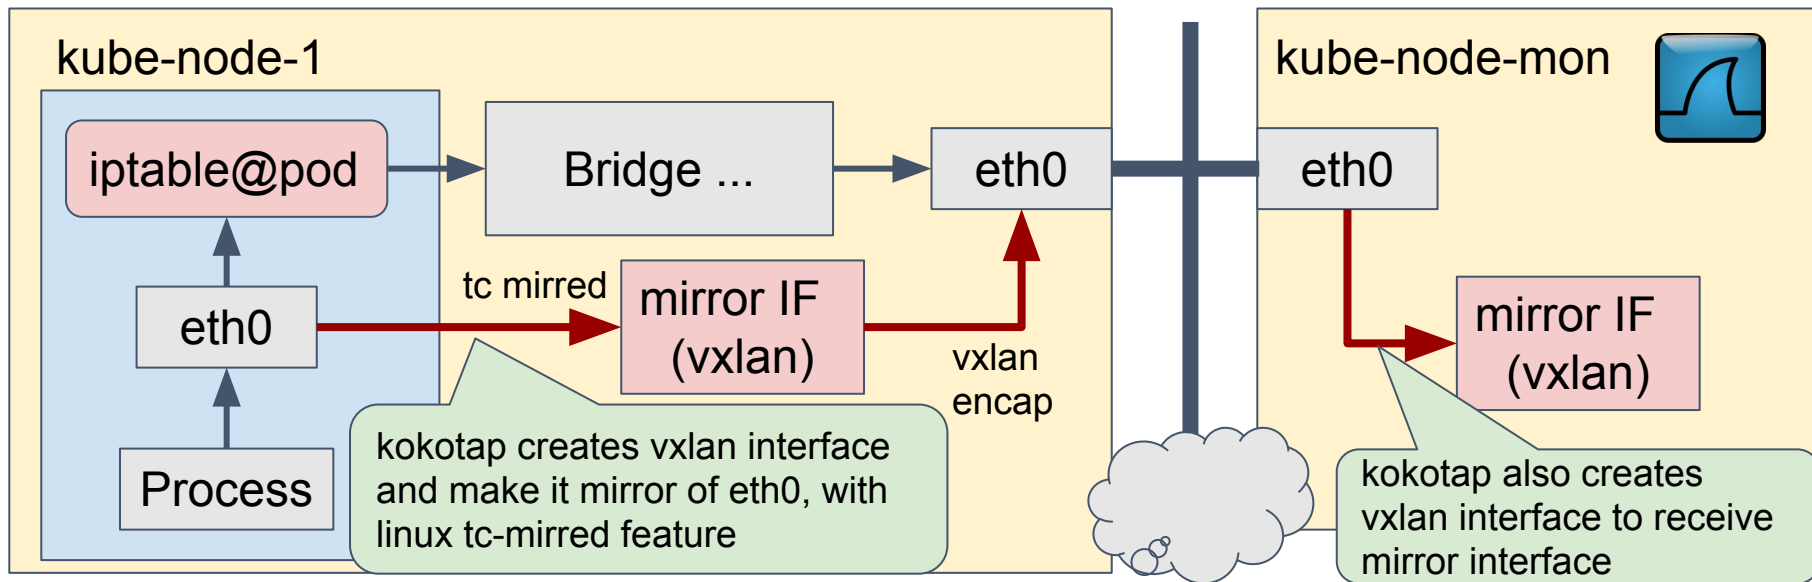 kube-node-1
kube-node-mon
iptable@pod
Bridge ...
eth0
eth0
tc mirred
mirror IF
(vxlan)
eth0
vxlan
encap
mirror IF
(vxlan)
Process
kokotap creates vxlan interface
and make it mirror of eth0, with
linux tc-mirred feature
kokotap also creates
vxlan interface to receive
mirror interface